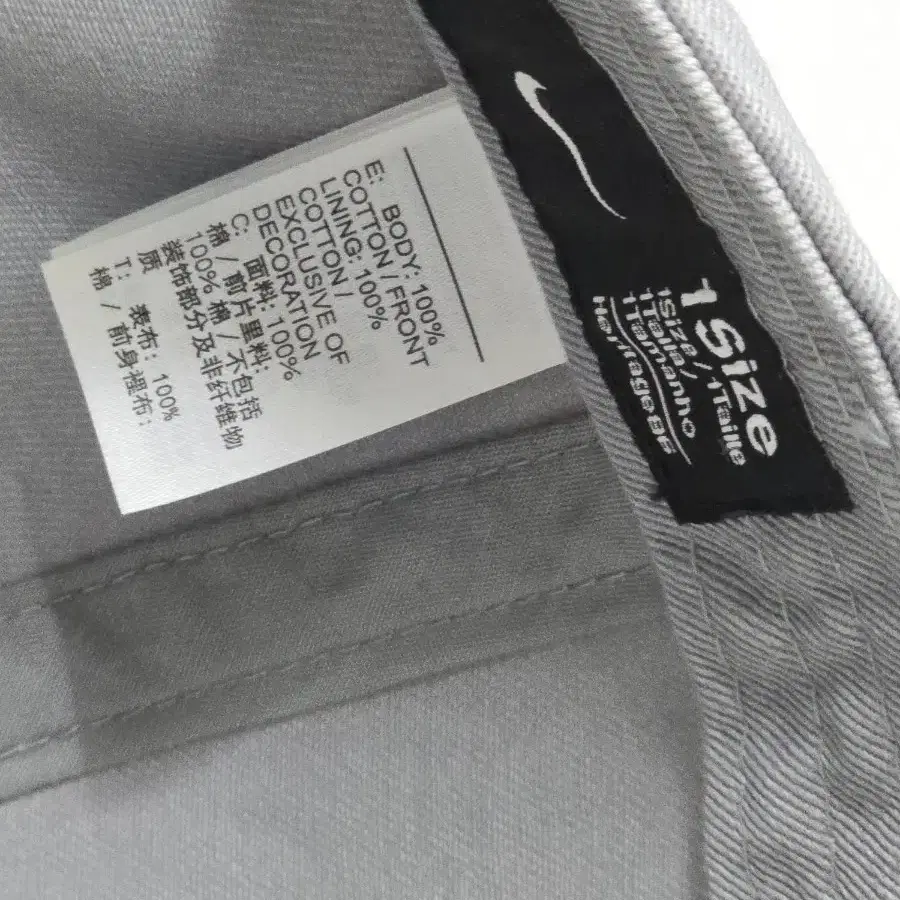 E: BODY: 100%
COTTON / FRONT
LINING: 100%
COTTON /
EXCLUSIVE OF
DECORATION
C: 面料: 100%
棉 / 前片里料:
100% 棉 / 不包括
装饰部分及非纤维物
质
T: 表布: 100%
棉 / 前身裡布:
1Size
1Size / 1Taille
1Talla /
1Tamanho
Heritage86